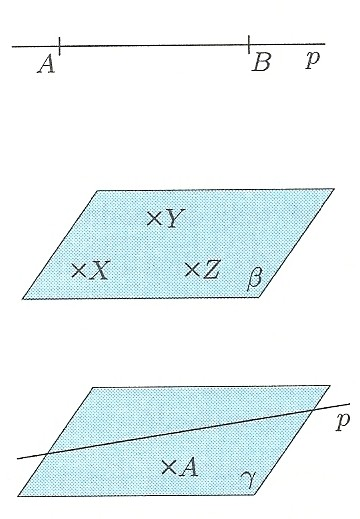 A B p
×Y
×X ×Z β
p
×A γ